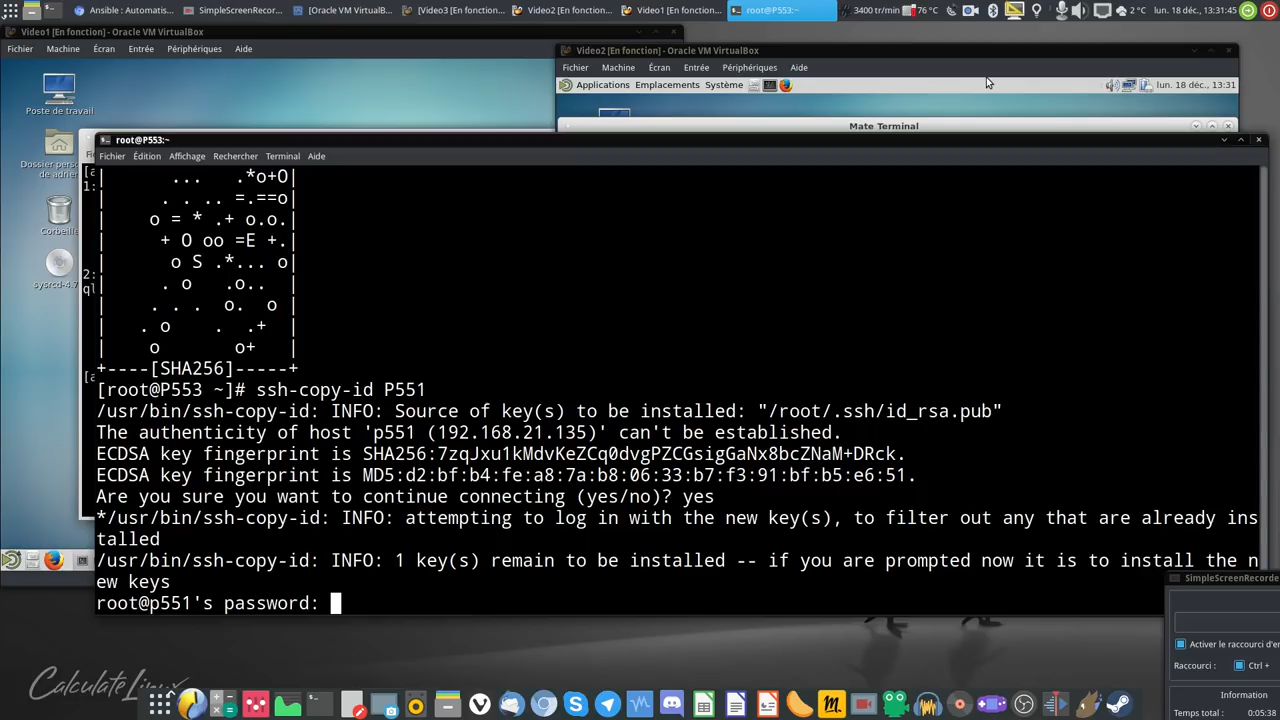 Ansible : Automatis...
SimpleScreenRecor...
[Oracle VM VirtualB...
[Video3 [En fonction]...
Video2 [En fonction]...
Video1 [En fonction]...
root@P553:~
3400 tr/min
76 °C
2 °C
lun. 18 déc., 13:31:45
Video1 [En fonction] - Oracle VM VirtualBox
Fichier Machine Écran Entrée Périphériques Aide
Video2 [En fonction] - Oracle VM VirtualBox
Fichier Machine Écran Entrée Périphériques Aide
Applications Emplacements Système
lun. 18 déc., 13:31
Poste de travail
Dossier perso
de adrien
Corbeille
sysrcd-4.7
Mate Terminal
root@P553:~
Fichier Édition Affichage Rechercher Terminal Aide
| ... .*o+O|
| . . .. =.==o|
| o = * .+ o.o.|
| + O oo =E +.|
| o S .*... o|
| . o .o.. |
| . . . o. o |
| . o . .+ |
| o o+ |
+----[SHA256]-----+
[root@P553 ~]# ssh-copy-id P551
/usr/bin/ssh-copy-id: INFO: Source of key(s) to be installed: "/root/.ssh/id_rsa.pub"
The authenticity of host 'p551 (192.168.21.135)' can't be established.
ECDSA key fingerprint is SHA256:7zqJxu1kMdvKeZCq0dvgPZCGsigGaNx8bcZNaM+DRck.
ECDSA key fingerprint is MD5:d2:bf:b4:fe:a8:7a:b8:06:33:b7:f3:91:bf:b5:e6:51.
Are you sure you want to continue connecting (yes/no)? yes
*/usr/bin/ssh-copy-id: INFO: attempting to log in with the new key(s), to filter out any that are already ins
talled
/usr/bin/ssh-copy-id: INFO: 1 key(s) remain to be installed -- if you are prompted now it is to install the n
ew keys
root@p551's password:
SimpleScreenRecorde
Activer le raccourci d'en
Raccourci : Ctrl +
Information
Temps total : 0:05:38
Calculate Linux